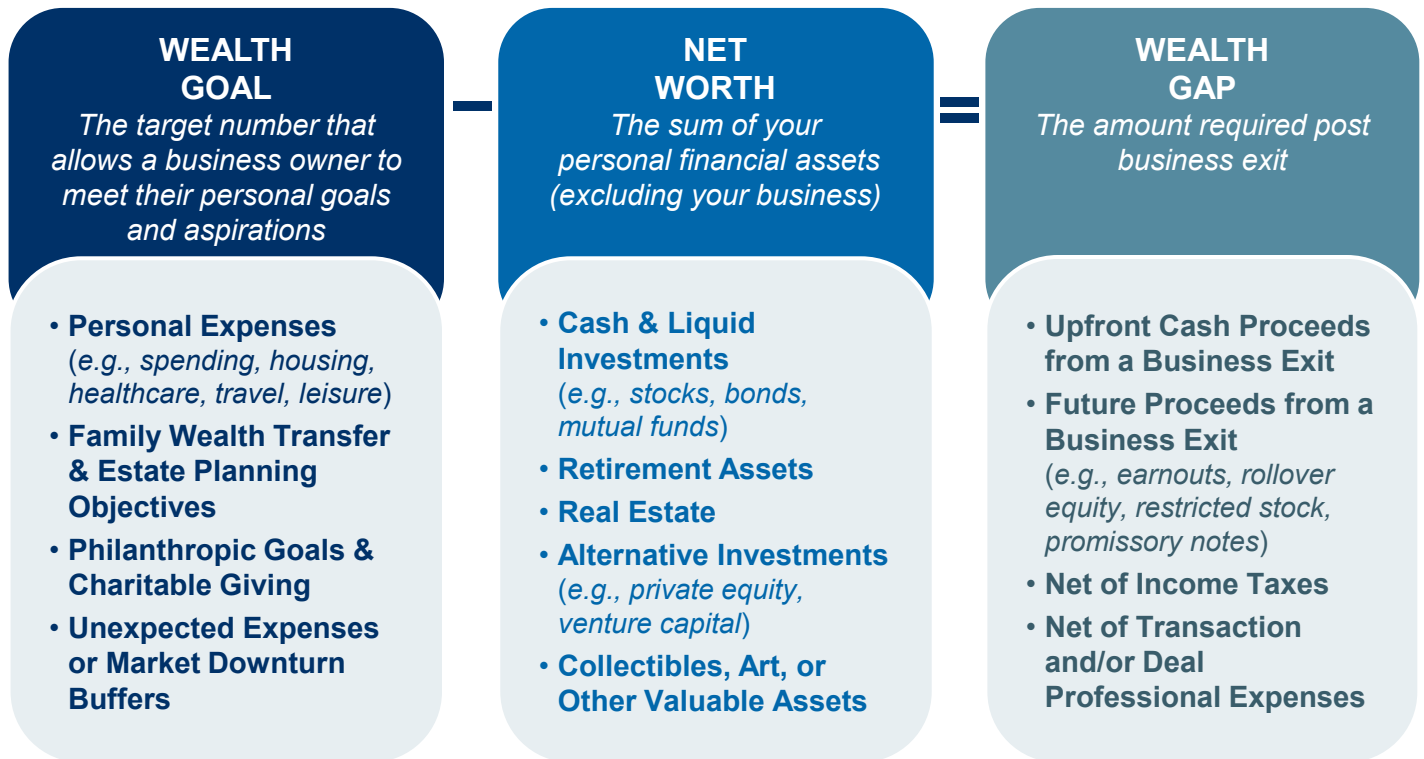 WEALTH
GOAL
The target number that
allows a business owner to
meet their personal goals
and aspirations
• Personal Expenses
(e.g., spending, housing,
healthcare, travel, leisure)
• Family Wealth Transfer
& Estate Planning
Objectives
• Philanthropic Goals &
Charitable Giving
• Unexpected Expenses
or Market Downturn
Buffers
–
NET
WORTH
The sum of your
personal financial assets
(excluding your business)
• Cash & Liquid
Investments
(e.g., stocks, bonds,
mutual funds)
• Retirement Assets
• Real Estate
• Alternative Investments
(e.g., private equity,
venture capital)
• Collectibles, Art, or
Other Valuable Assets
=
WEALTH
GAP
The amount required post
business exit
• Upfront Cash Proceeds
from a Business Exit
• Future Proceeds from a
Business Exit
(e.g., earnouts, rollover
equity, restricted stock,
promissory notes)
• Net of Income Taxes
• Net of Transaction
and/or Deal
Professional Expenses